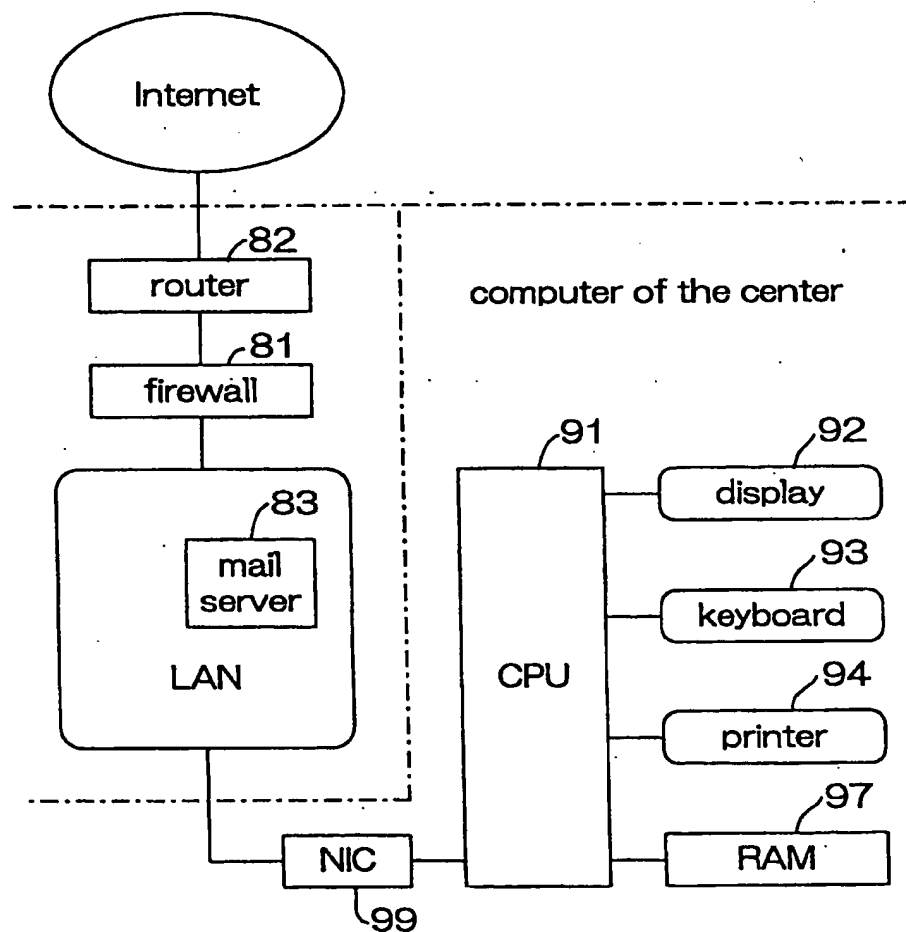 Internet
82
router
computer of the center
81
firewall
91
92
display
83
mail
server
93
keyboard
LAN
CPU
94
printer
97
NIC
RAM
99